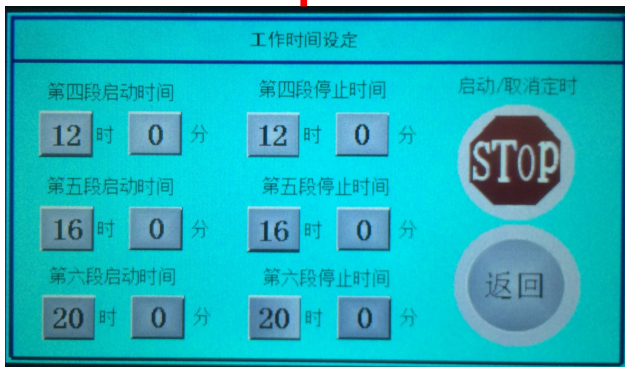 工作时间设定
第四段启动时间 第四段停止时间 启动/取消定时
12 时 0 分 12 时 0 分
STOP
第五段启动时间 第五段停止时间
16 时 0 分 16 时 0 分
第六段启动时间 第六段停止时间
返回
20 时 0 分 20 时 0 分